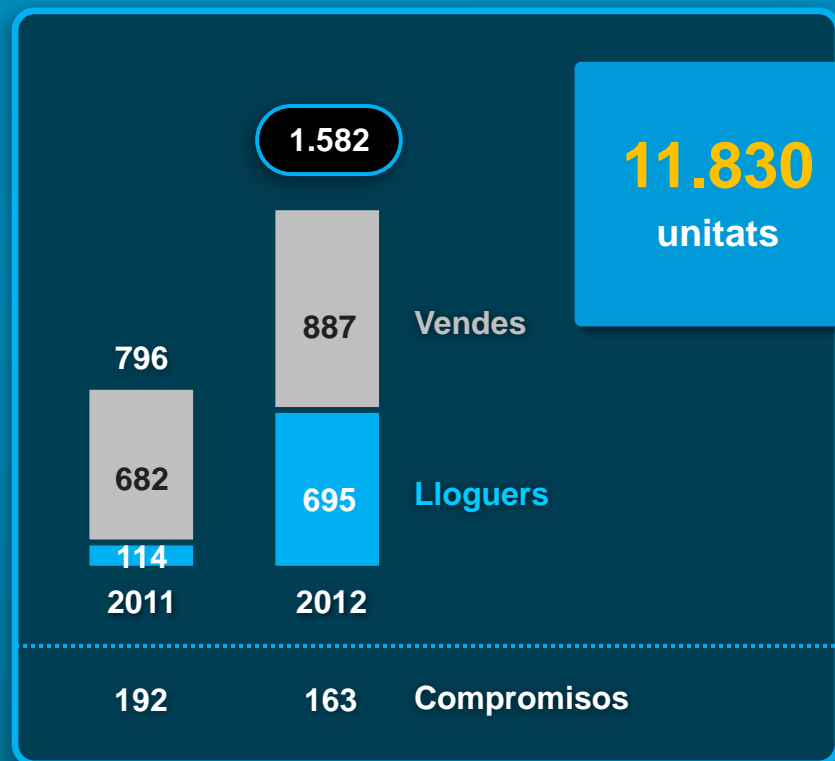 11.830
unitats
1.582
887
Vendes
796
682
695
Lloguers
114
2011
2012
192
163
Compromisos